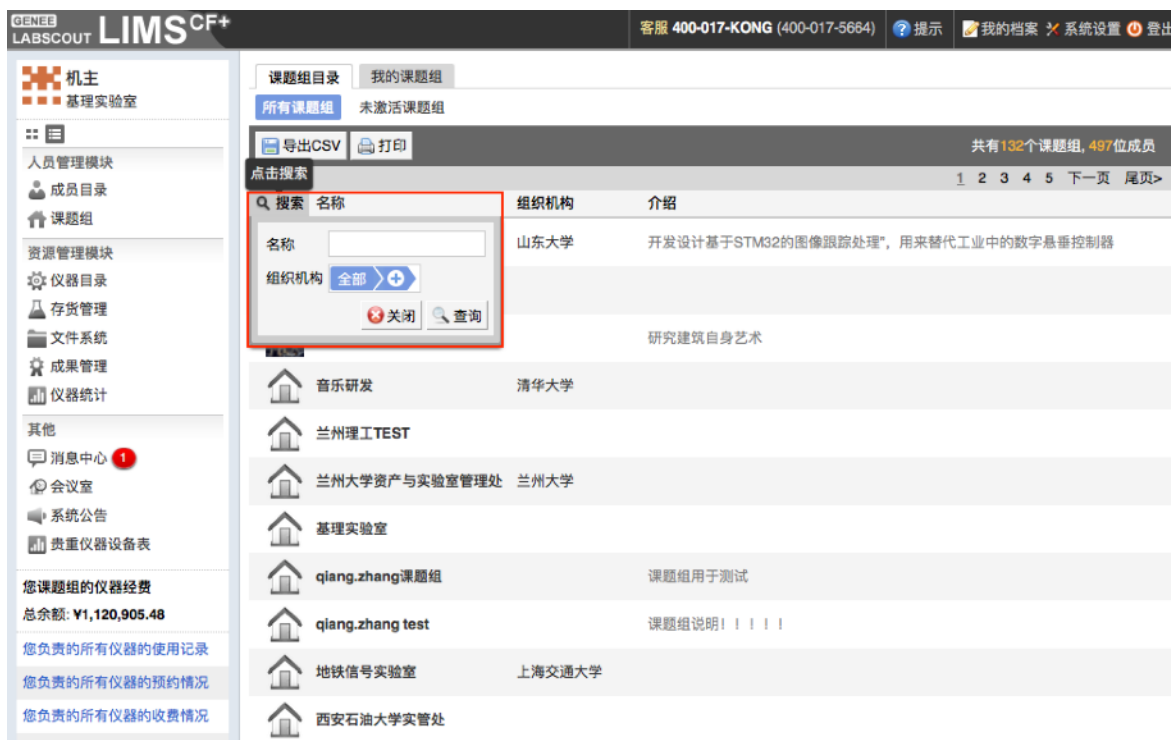 GENEE
LABSCOUT LIMS CF+
客服 400-017-KONG (400-017-5664) 提示 我的档案 系统设置 登出
机主
基理实验室
人员管理模块
成员目录
课题组
资源管理模块
仪器目录
存货管理
文件系统
成果管理
仪器统计
其他
消息中心 1
会议室
系统公告
贵重仪器设备表
您课题组的仪器经费
总余额: ¥1,120,905.48
您负责的所有仪器的使用记录
您负责的所有仪器的预约情况
您负责的所有仪器的收费情况
课题组目录 我的课题组
所有课题组 未激活课题组
导出CSV 打印 共有132个课题组, 497位成员
点击搜索 1 2 3 4 5 下一页 尾页>
搜索 名称 组织机构 介绍
名称
组织机构 全部
关闭 查询
山东大学 开发设计基于STM32的图像跟踪处理"，用来替代工业中的数字悬垂控制器
研究建筑自身艺术
音乐研发 清华大学
兰州理工TEST
兰州大学资产与实验室管理处 兰州大学
基理实验室
qiang.zhang课题组 课题组用于测试
qiang.zhang test 课题组说明！！！！！
地铁信号实验室 上海交通大学
西安石油大学实管处